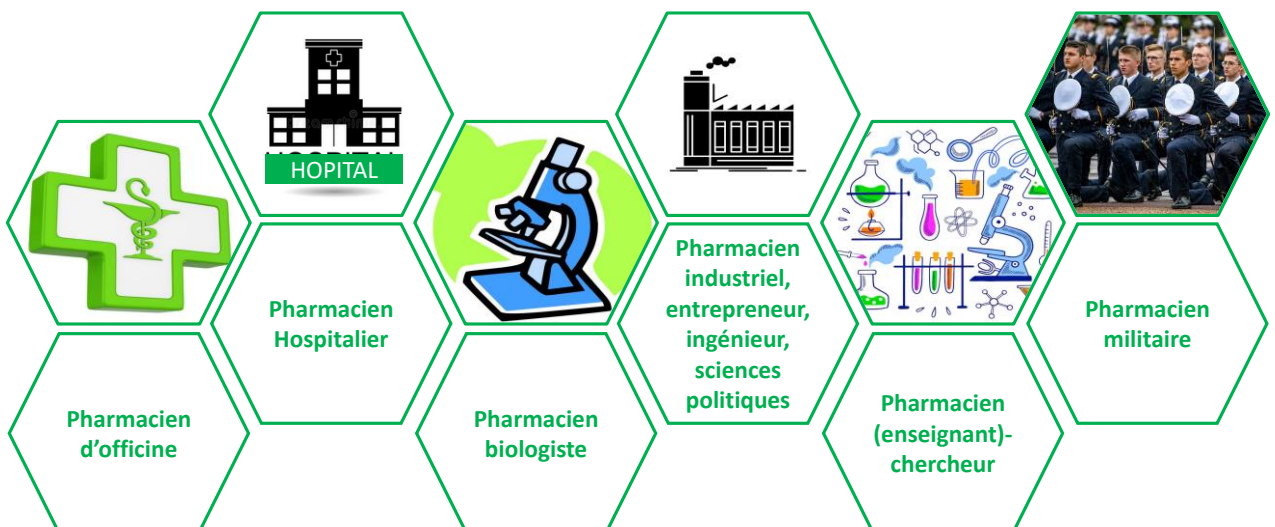 HOPITAL
Pharmacien
d’officine
Pharmacien
Hospitalier
Pharmacien
biologiste
Pharmacien
industriel,
entrepreneur,
ingénieur,
sciences
politiques
Pharmacien
(enseignant)-
chercheur
Pharmacien
militaire